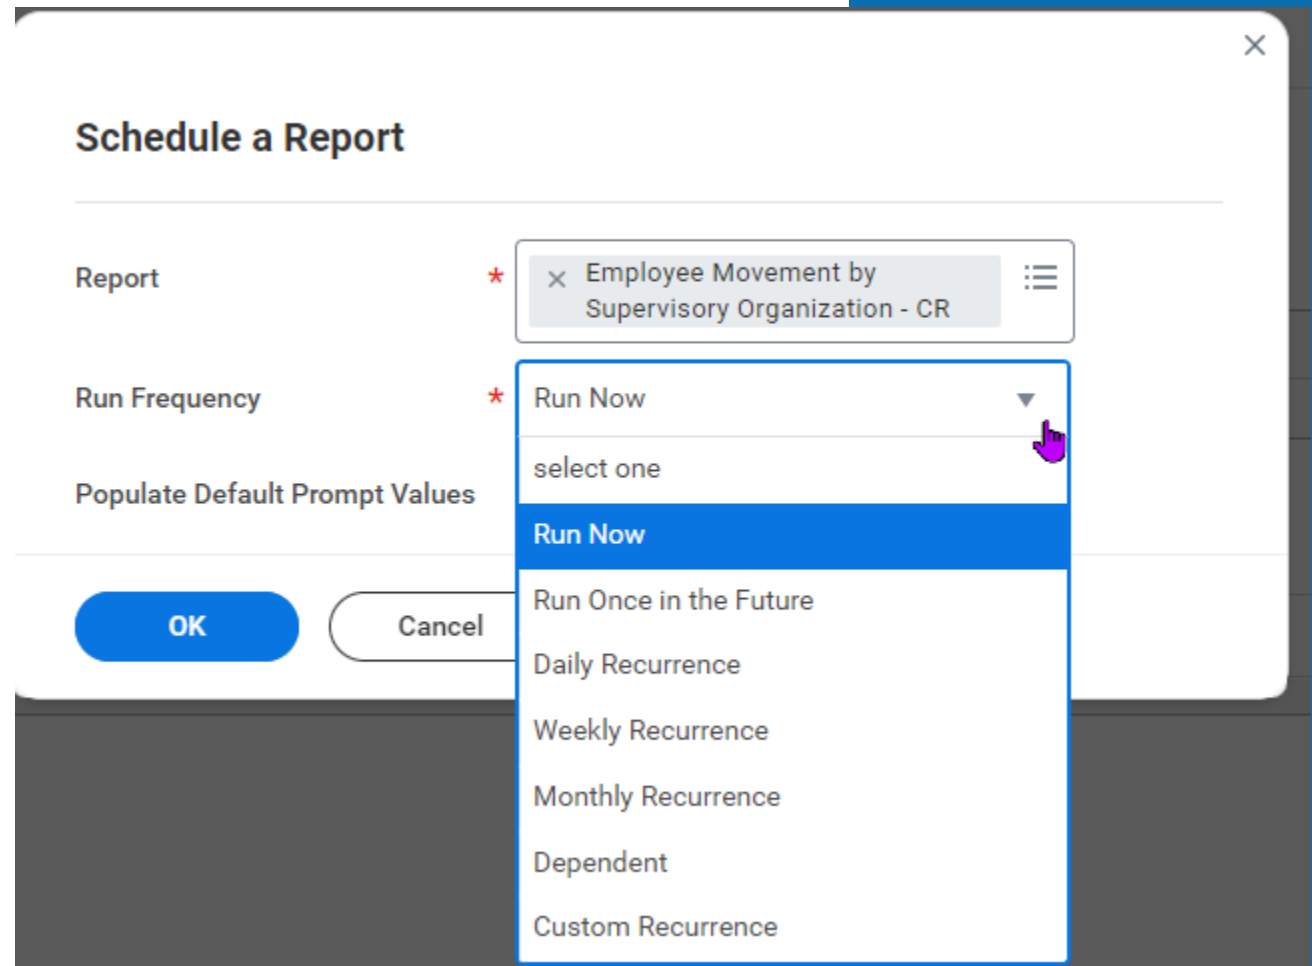 Schedule a Report
Report *
Employee Movement by
Supervisory Organization - CR
Run Frequency *
Run Now
select one
Populate Default Prompt Values
Run Now
Run Once in the Future
OK
Cancel
Daily Recurrence
Weekly Recurrence
Monthly Recurrence
Dependent
Custom Recurrence